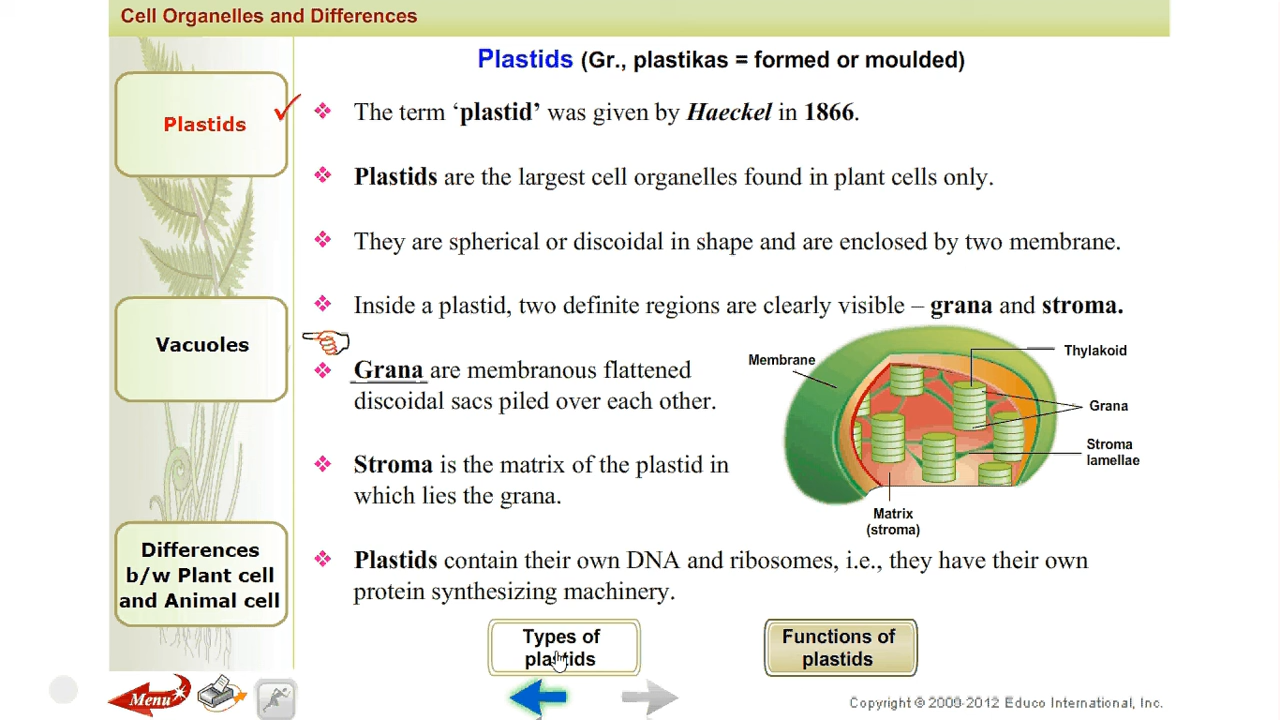 Cell Organelles and Differences
Plastids
Vacuoles
Differences
b/w Plant cell
and Animal cell
Plastids (Gr., plastikas = formed or moulded)
The term ‘plastid’ was given by Haeckel in 1866.
Plastids are the largest cell organelles found in plant cells only.
They are spherical or discoidal in shape and are enclosed by two membrane.
Inside a plastid, two definite regions are clearly visible – grana and stroma.
Grana are membranous flattened
discoidal sacs piled over each other.
Stroma is the matrix of the plastid in
which lies the grana.
Membrane
Thylakoid
Grana
Stroma
lamellae
Matrix
(stroma)
Plastids contain their own DNA and ribosomes, i.e., they have their own
protein synthesizing machinery.
Types of
plastids
Functions of
plastids
Menu
Copyright © 2009-2012 Educo International, Inc.